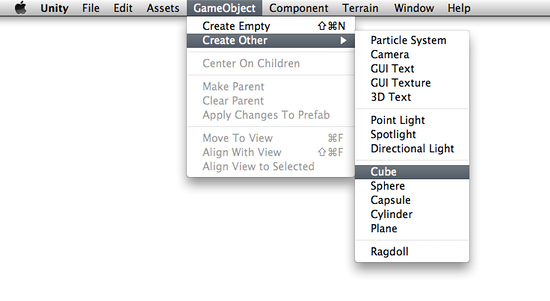 Unity File Edit Assets GameObject Component Terrain Window Help
Create Empty ⇧⌘N
Create Other ▶
Center On Children
Make Parent
Clear Parent
Apply Changes To Prefab
Move To View ⌘F
Align With View ⇧⌘F
Align View to Selected
Particle System
Camera
GUI Text
GUI Texture
3D Text
Point Light
Spotlight
Directional Light
Cube
Sphere
Capsule
Cylinder
Plane
Ragdoll